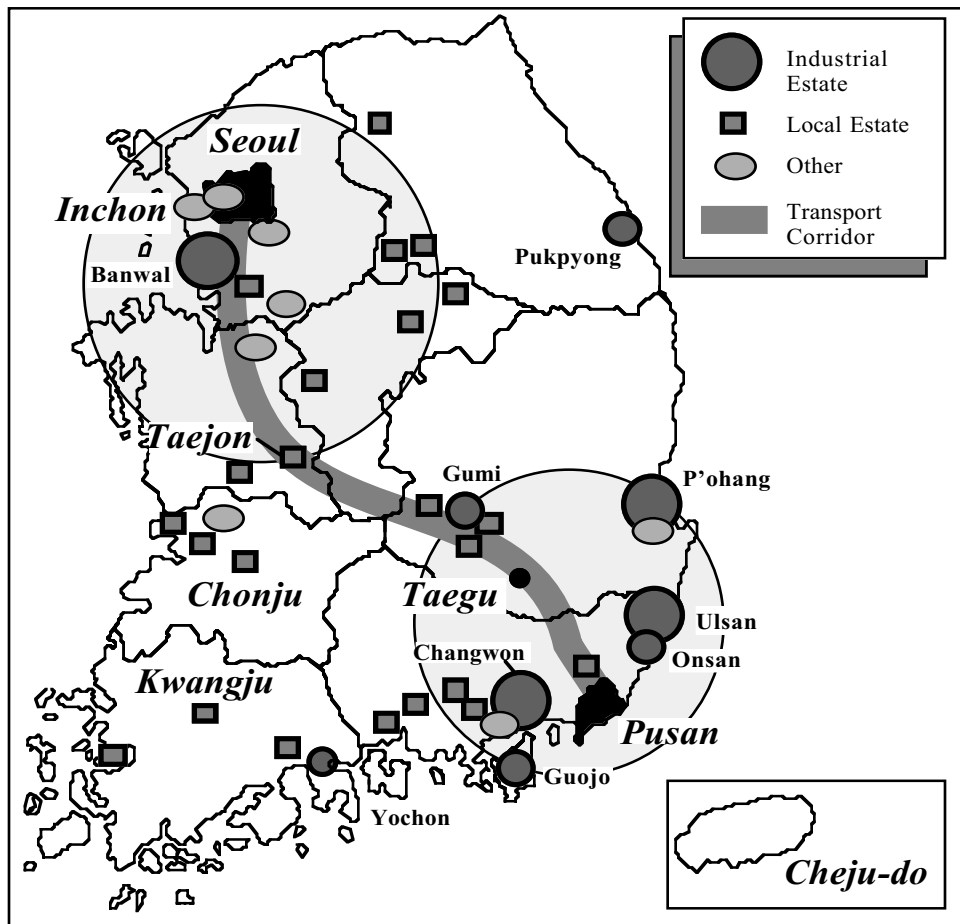 Industrial
Estate
Local Estate
Other
Transport
Corridor
Seoul
Inchon
Banwal
Pukpyong
Taejon
Gumi
P'ohang
Chonju
Taegu
Ulsan
Onsan
Changwon
Kwangju
Pusan
Guojo
Yochon
Cheju-do